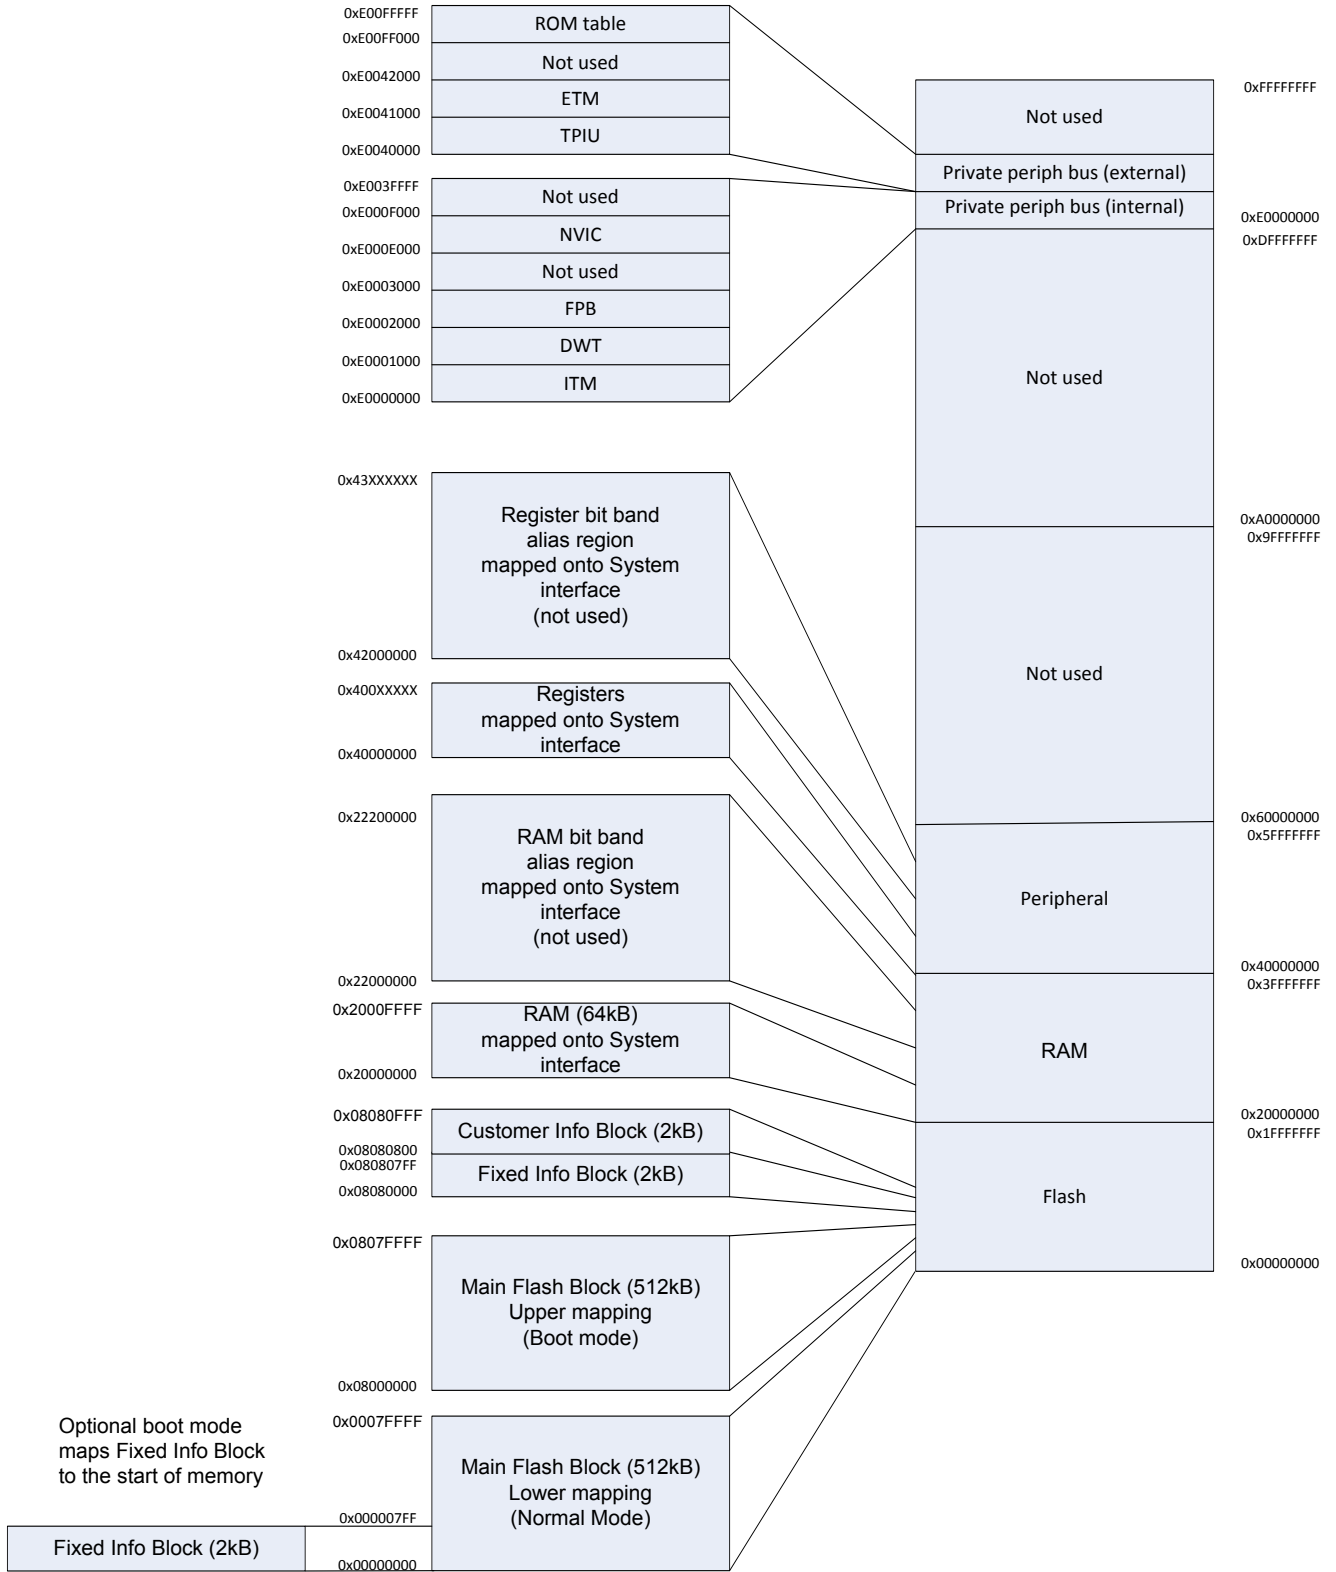 0xE00FFFFF
ROM table
0xE00FF000
Not used
0xE0042000
ETM
0xE0041000
TPIU
0xE0040000
0xE003FFFF
Not used
0xE000F000
NVIC
0xE000E000
Not used
0xE0003000
FPB
0xE0002000
DWT
0xE0001000
ITM
0xE0000000
0x43XXXXXX
Register bit band
alias region
mapped onto System
interface
(not used)
0x42000000
0x400XXXXX
Registers
mapped onto System
interface
0x40000000
0x22200000
RAM bit band
alias region
mapped onto System
interface
(not used)
0x22000000
0x2000FFFF
RAM (64kB)
mapped onto System
interface
0x20000000
0x08080FFF
Customer Info Block (2kB)
0x08080800
0x080807FF
Fixed Info Block (2kB)
0x08080000
0x0807FFFF
Main Flash Block (512kB)
Upper mapping
(Boot mode)
0x08000000
0x0007FFFF
Main Flash Block (512kB)
Lower mapping
(Normal Mode)
Optional boot mode
maps Fixed Info Block
to the start of memory
0x000007FF
Fixed Info Block (2kB)
0x00000000
0xFFFFFFFF
Not used
Private periph bus (external)
Private periph bus (internal)
0xE0000000
0xDFFFFFFF
Not used
0xA0000000
0x9FFFFFFF
Not used
0x60000000
0x5FFFFFFF
Peripheral
0x40000000
0x3FFFFFFF
RAM
0x20000000
0x1FFFFFFF
Flash
0x00000000